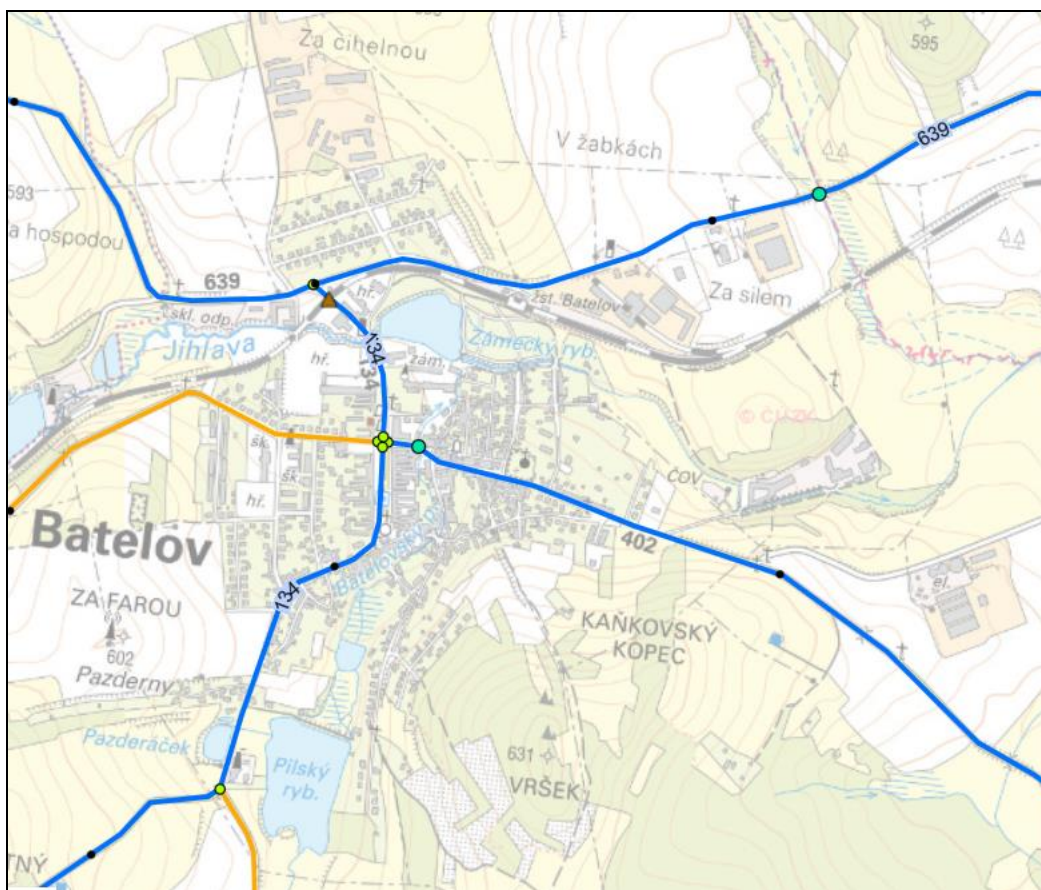 Za cihelnou
595
V žabkách
639
593
a hospodou
639
hř.
Za silem
skl. odp.
žst. Batelov
Jihlava
134
134
Zámecký ryb.
hř.
zám.
© ČÚZK
šk.
šk.
hř.
ČOV
Batelov
402
Batelovský p.
134
el.
ZA FAROU
KAŇKOVSKÝ
KOPEC
602
Pazderny
Pazderáček
Pilský
ryb.
631
VRŠEK
TNÝ